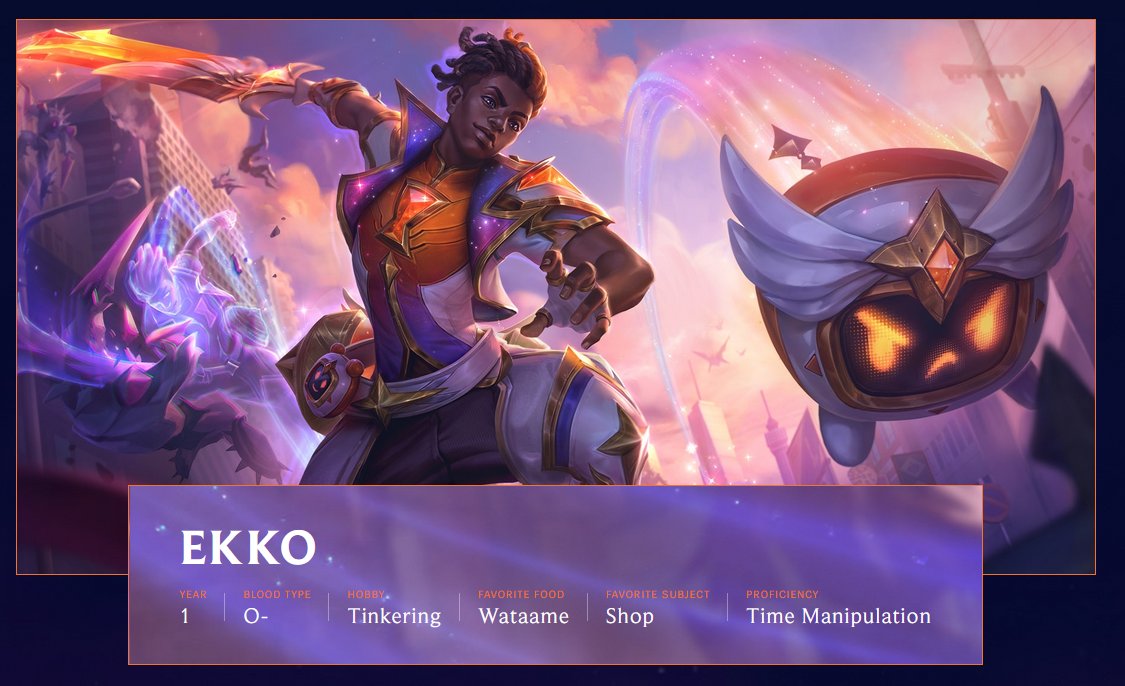 EKKO
YEAR BLOOD TYPE HOBBY FAVORITE FOOD FAVORITE SUBJECT PROFICIENCY
1 O- Tinkering Wataame Shop Time Manipulation